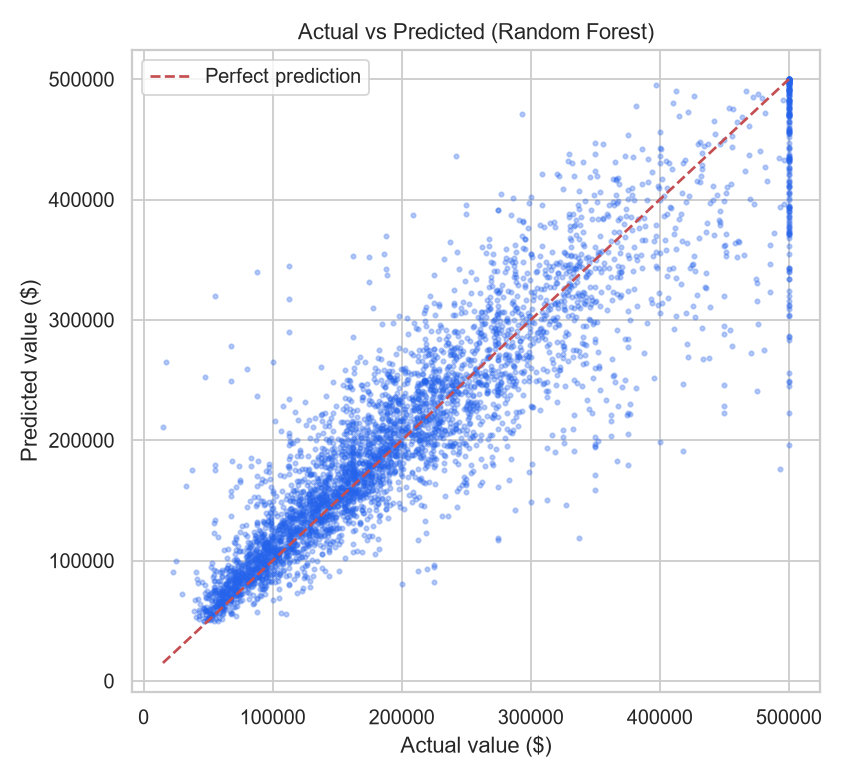 Actual vs Predicted (Random Forest)
Perfect prediction
500000
400000
300000
200000
100000
0
Predicted value ($)
0 100000 200000 300000 400000 500000
Actual value ($)